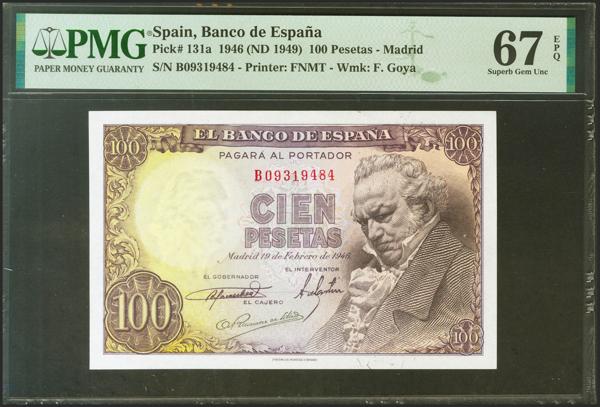 PMG
PAPER MONEY GUARANTY
Spain, Banco de España
Pick# 131a 1946 (ND 1949) 100 Pesetas - Madrid
S/N B09319484 - Printer: FNMT - Wmk: F. Goya
67
EPQ
Superb Gem Unc
100
EL BANCO DE ESPAÑA
100
PAGARÁ AL PORTADOR
B09319484
CIEN
PESETAS
Madrid 19 de Febrero de 1946
EL GOBERNADOR
EL INTERVENTOR
EL CAJERO
100
100